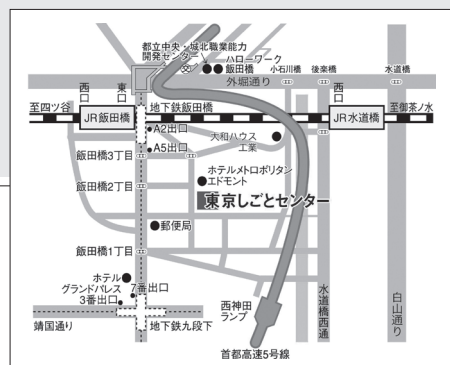 都立中央・城北職業能力
開発センター
ハローワーク
飯田橋
小石川橋
後楽橋
水道橋
外堀通り
西口
東口
地下鉄飯田橋
西口
至四ツ谷
JR飯田橋
JR水道橋
至御茶ノ水
A2出口
A5出口
大和ハウス
工業
飯田橋3丁目
ホテルメトロポリタン
エドモント
飯田橋2丁目
東京しごとセンター
郵便局
飯田橋1丁目
ホテル
グランドパレス
7番出口
3番出口
西神田
ランプ
水道橋西通り
白山通り
靖国通り
地下鉄九段下
首都高速5号線